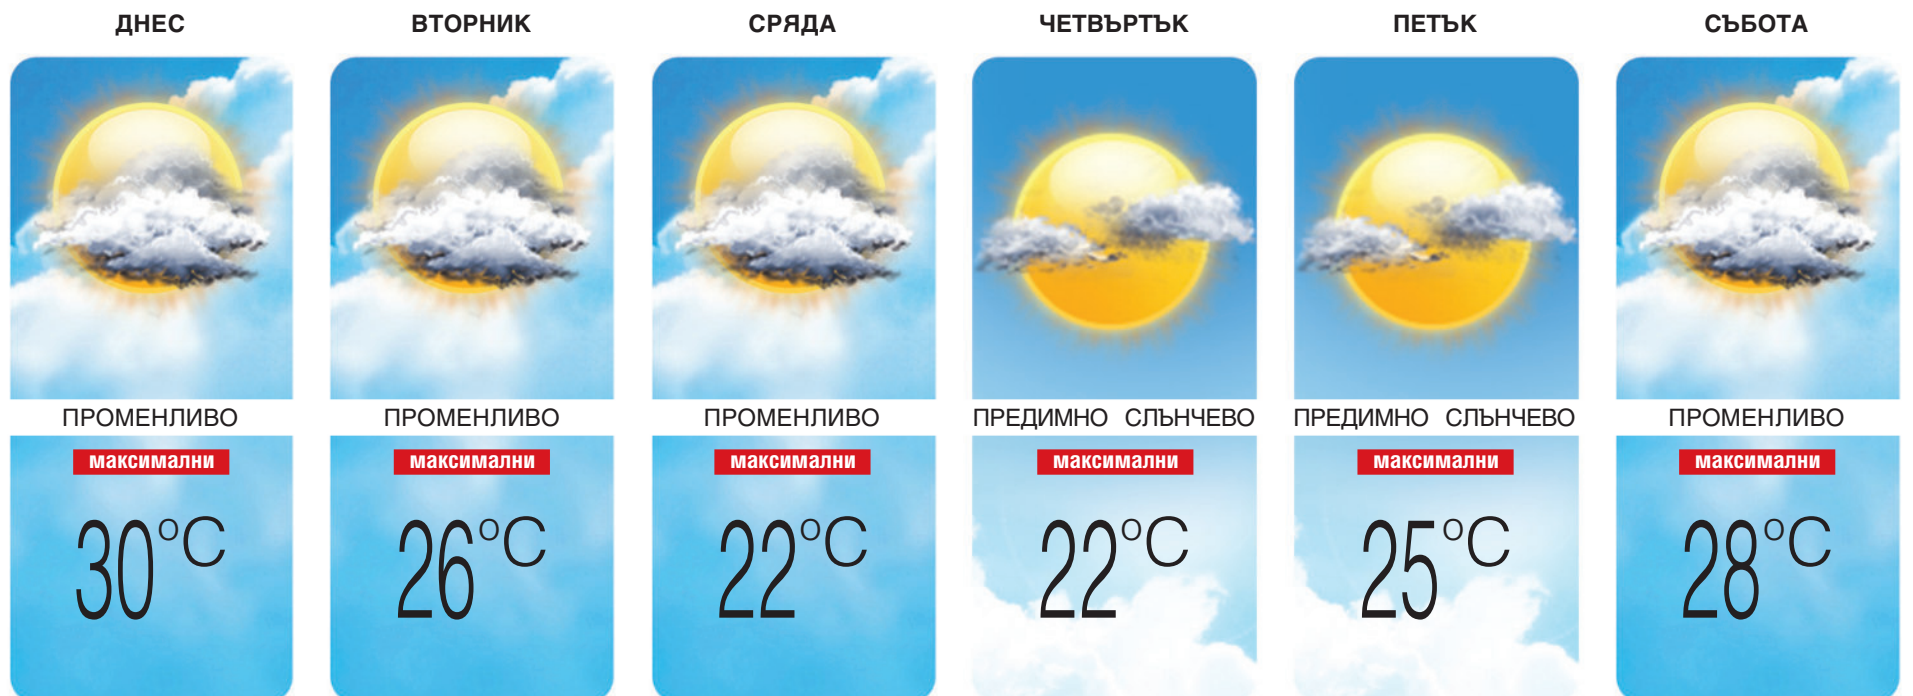 ДНЕС
ПРОМЕНЛИВО
максимални
30°C
ВТОРНИК
ПРОМЕНЛИВО
максимални
26°C
СРЯДА
ПРОМЕНЛИВО
максимални
22°C
ЧЕТВЪРТЪК
ПРЕДИМНО СЛЪНЧЕВО
максимални
22°C
ПЕТЪК
ПРЕДИМНО СЛЪНЧЕВО
максимални
25°C
СЪБОТА
ПРОМЕНЛИВО
максимални
28°C